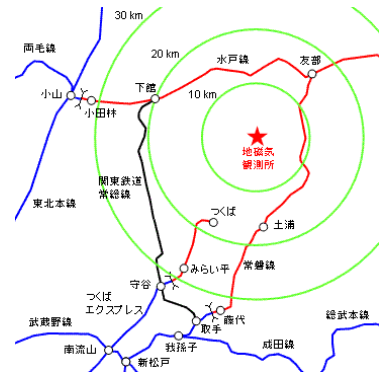 30 km
両毛線
20 km
水戸線
友部
小山
下館
10 km
小田林
地磁気
観測所
関東鉄道
常総線
東北本線
つくば
土浦
みらい平
守谷
常磐線
つくば
エクスプレス
藤代
総武本線
武蔵野線
取手
我孫子
成田線
南流山
新松戸